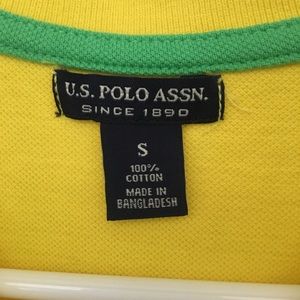 U.S. POLO ASSN.
SINCE 1890
S
100%
COTTON
MADE IN
BANGLADESH